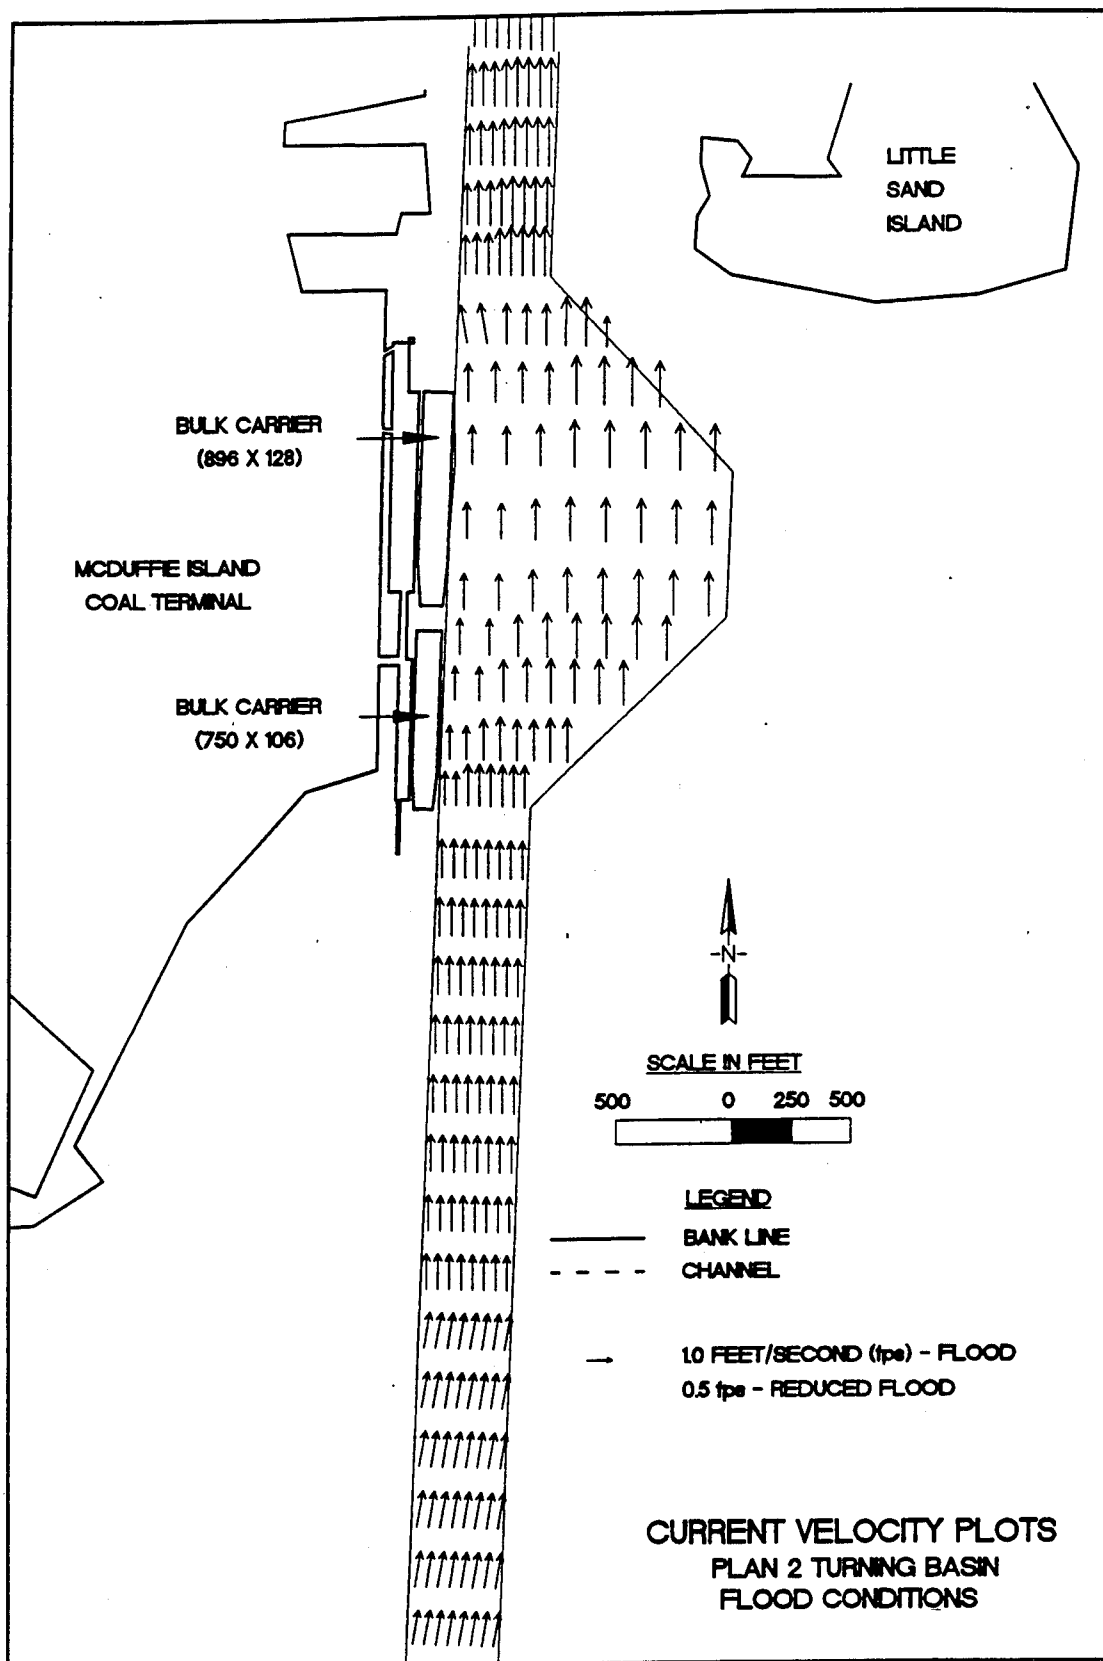 LITTLE
SAND
ISLAND
BULK CARRIER
(896 X 128)
MCDUFFIE ISLAND
COAL TERMINAL
BULK CARRIER
(750 X 106)
-N-
SCALE IN FEET
500 0 250 500
LEGEND
BANK LINE
CHANNEL
1.0 FEET/SECOND (fps) - FLOOD
0.5 fps - REDUCED FLOOD
CURRENT VELOCITY PLOTS
PLAN 2 TURNING BASIN
FLOOD CONDITIONS